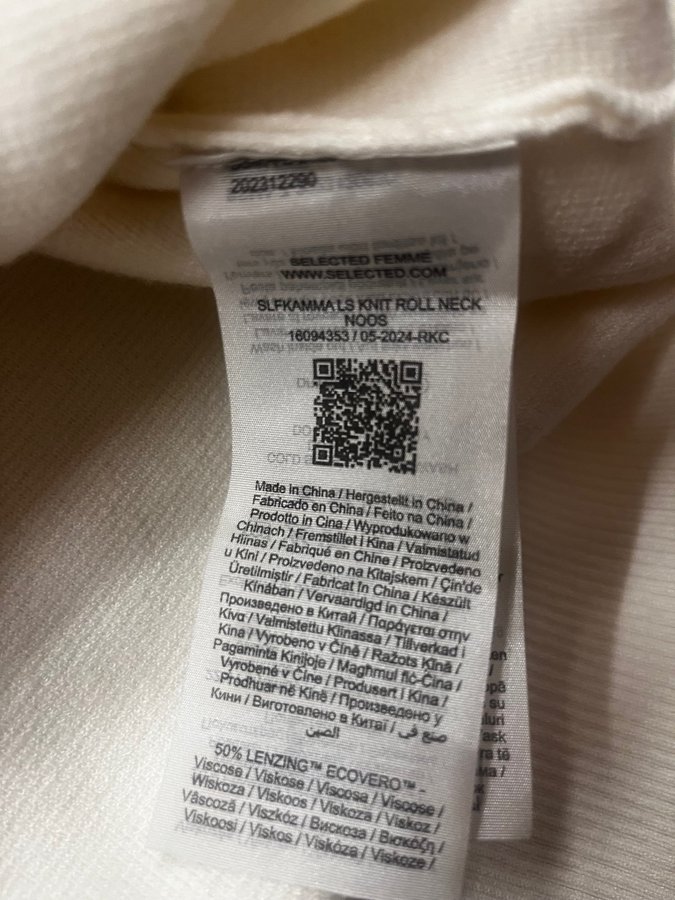 202312290
SELECTED FEMME
WWW.SELECTED.COM
SLFKAMMA LS KNIT ROLL NECK
NOOS
16094353 / 05-2024-RKC
Made in China / Hergestellt in China /
Fabricado en China / Feito na China /
Prodotto in Cina / Wyprodukowano w
Chinach / Fremstillet i Kina / Valmistatud
Hiinas / Fabriqué en Chine / Proizvedeno
u Kini / Proizvedeno na Kitajskem / Çin'de
Üretilmiştir / Fabricat în China / Készült
Kínában / Vervaardigd in China /
Произведено в Китай / Παράγεται στην
Κίνα / Valmistettu Kiinassa / Tillverkad i
Kina / Vyrobeno v Číně / Ražots Ķīnā /
Pagaminta Kinijoje / Magħmul fiċ-Ċina /
Vyrobené v Číne / Produsert i Kina /
Prodhuar në Kinë / Произведено у
Кини / Виготовлено в Китаї / صنع في
الصين
50% LENZING™ ECOVERO™ -
Viscose / Viskose / Viscosa / Viscose /
Wiskoza / Viskoos / Viskoza / Viskoz /
Vâscoză / Viszkóz / Вискоза / Βισκόζη /
Viskoosi / Viskos / Viskóza / Viskoze /